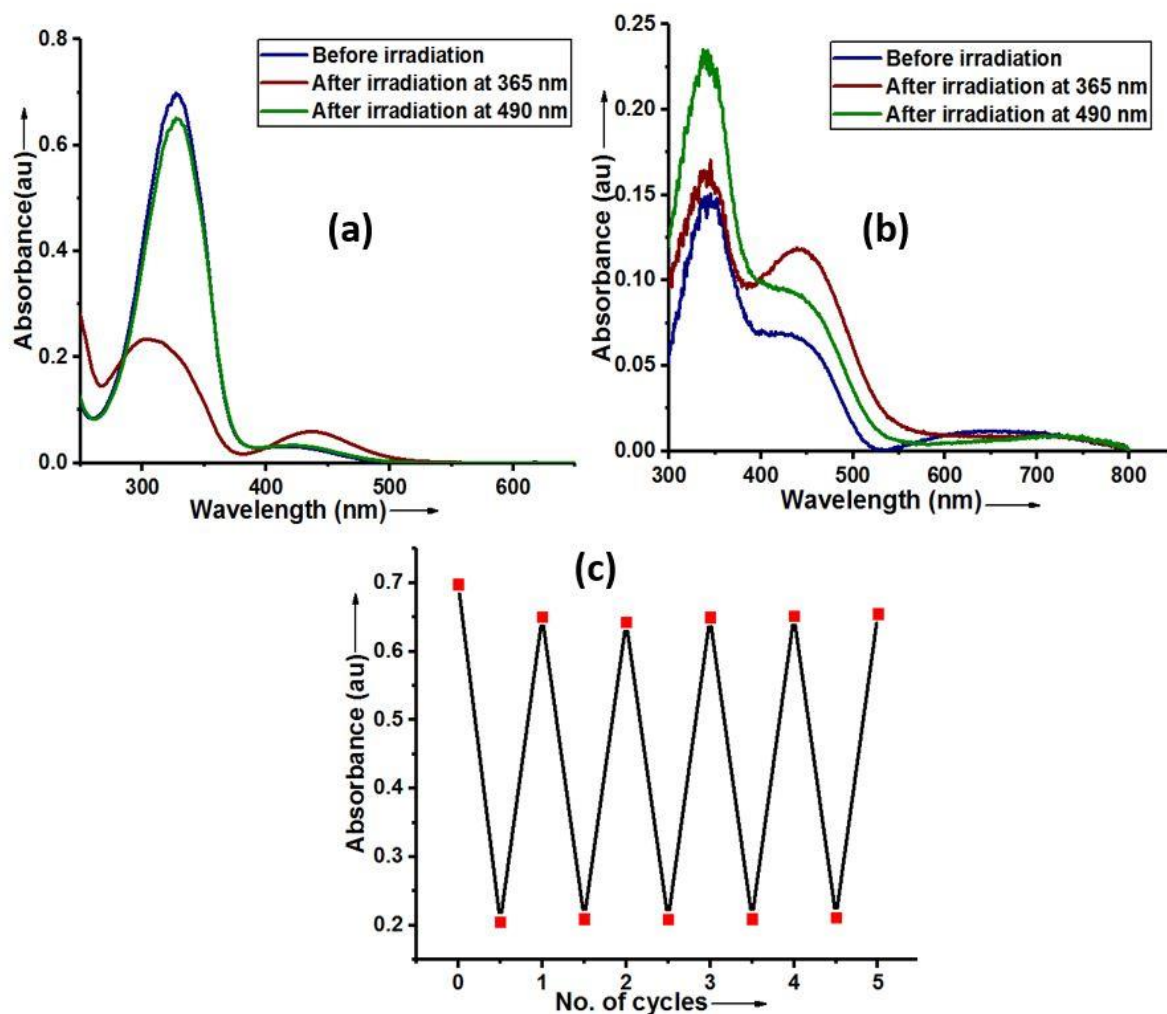 0.8
0.6
0.4
0.2
0.0
Absorbance(au)
Before irradiation
After irradiation at 365 nm
After irradiation at 490 nm
(a)
300
400
500
600
Wavelength (nm)
0.25
0.20
0.15
0.10
0.05
0.00
Absorbance (au)
Before irradiation
After irradiation at 365 nm
After irradiation at 490 nm
(b)
300
400
500
600
700
800
Wavelength (nm)
(c)
0.7
0.6
0.5
0.4
0.3
0.2
Absorbance (au)
0
1
2
3
4
5
No. of cycles